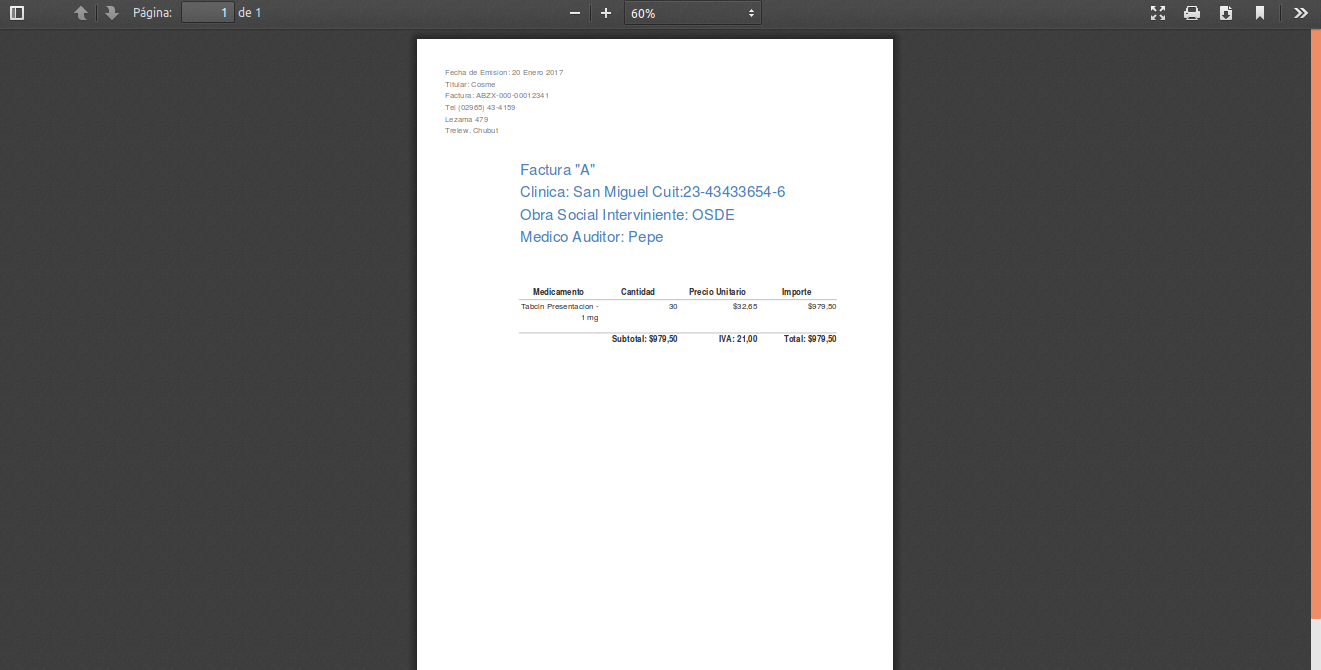 Página: 1 de 1 60%
Fecha de Emision: 20 Enero 2017
Titular: Cosme
Factura: ABZX-000-00012341
Tel (02965) 43-4159
Lezama 479
Trelew. Chubut
Factura "A"
Clinica: San Miguel Cuit:23-43433654-6
Obra Social Interviniente: OSDE
Medico Auditor: Pepe
Medicamento Cantidad Precio Unitario Importe
Tabcin Presentacion - 30 $32,65 $979,50
1 mg
Subtotal: $979,50 IVA: 21,00 Total: $979,50